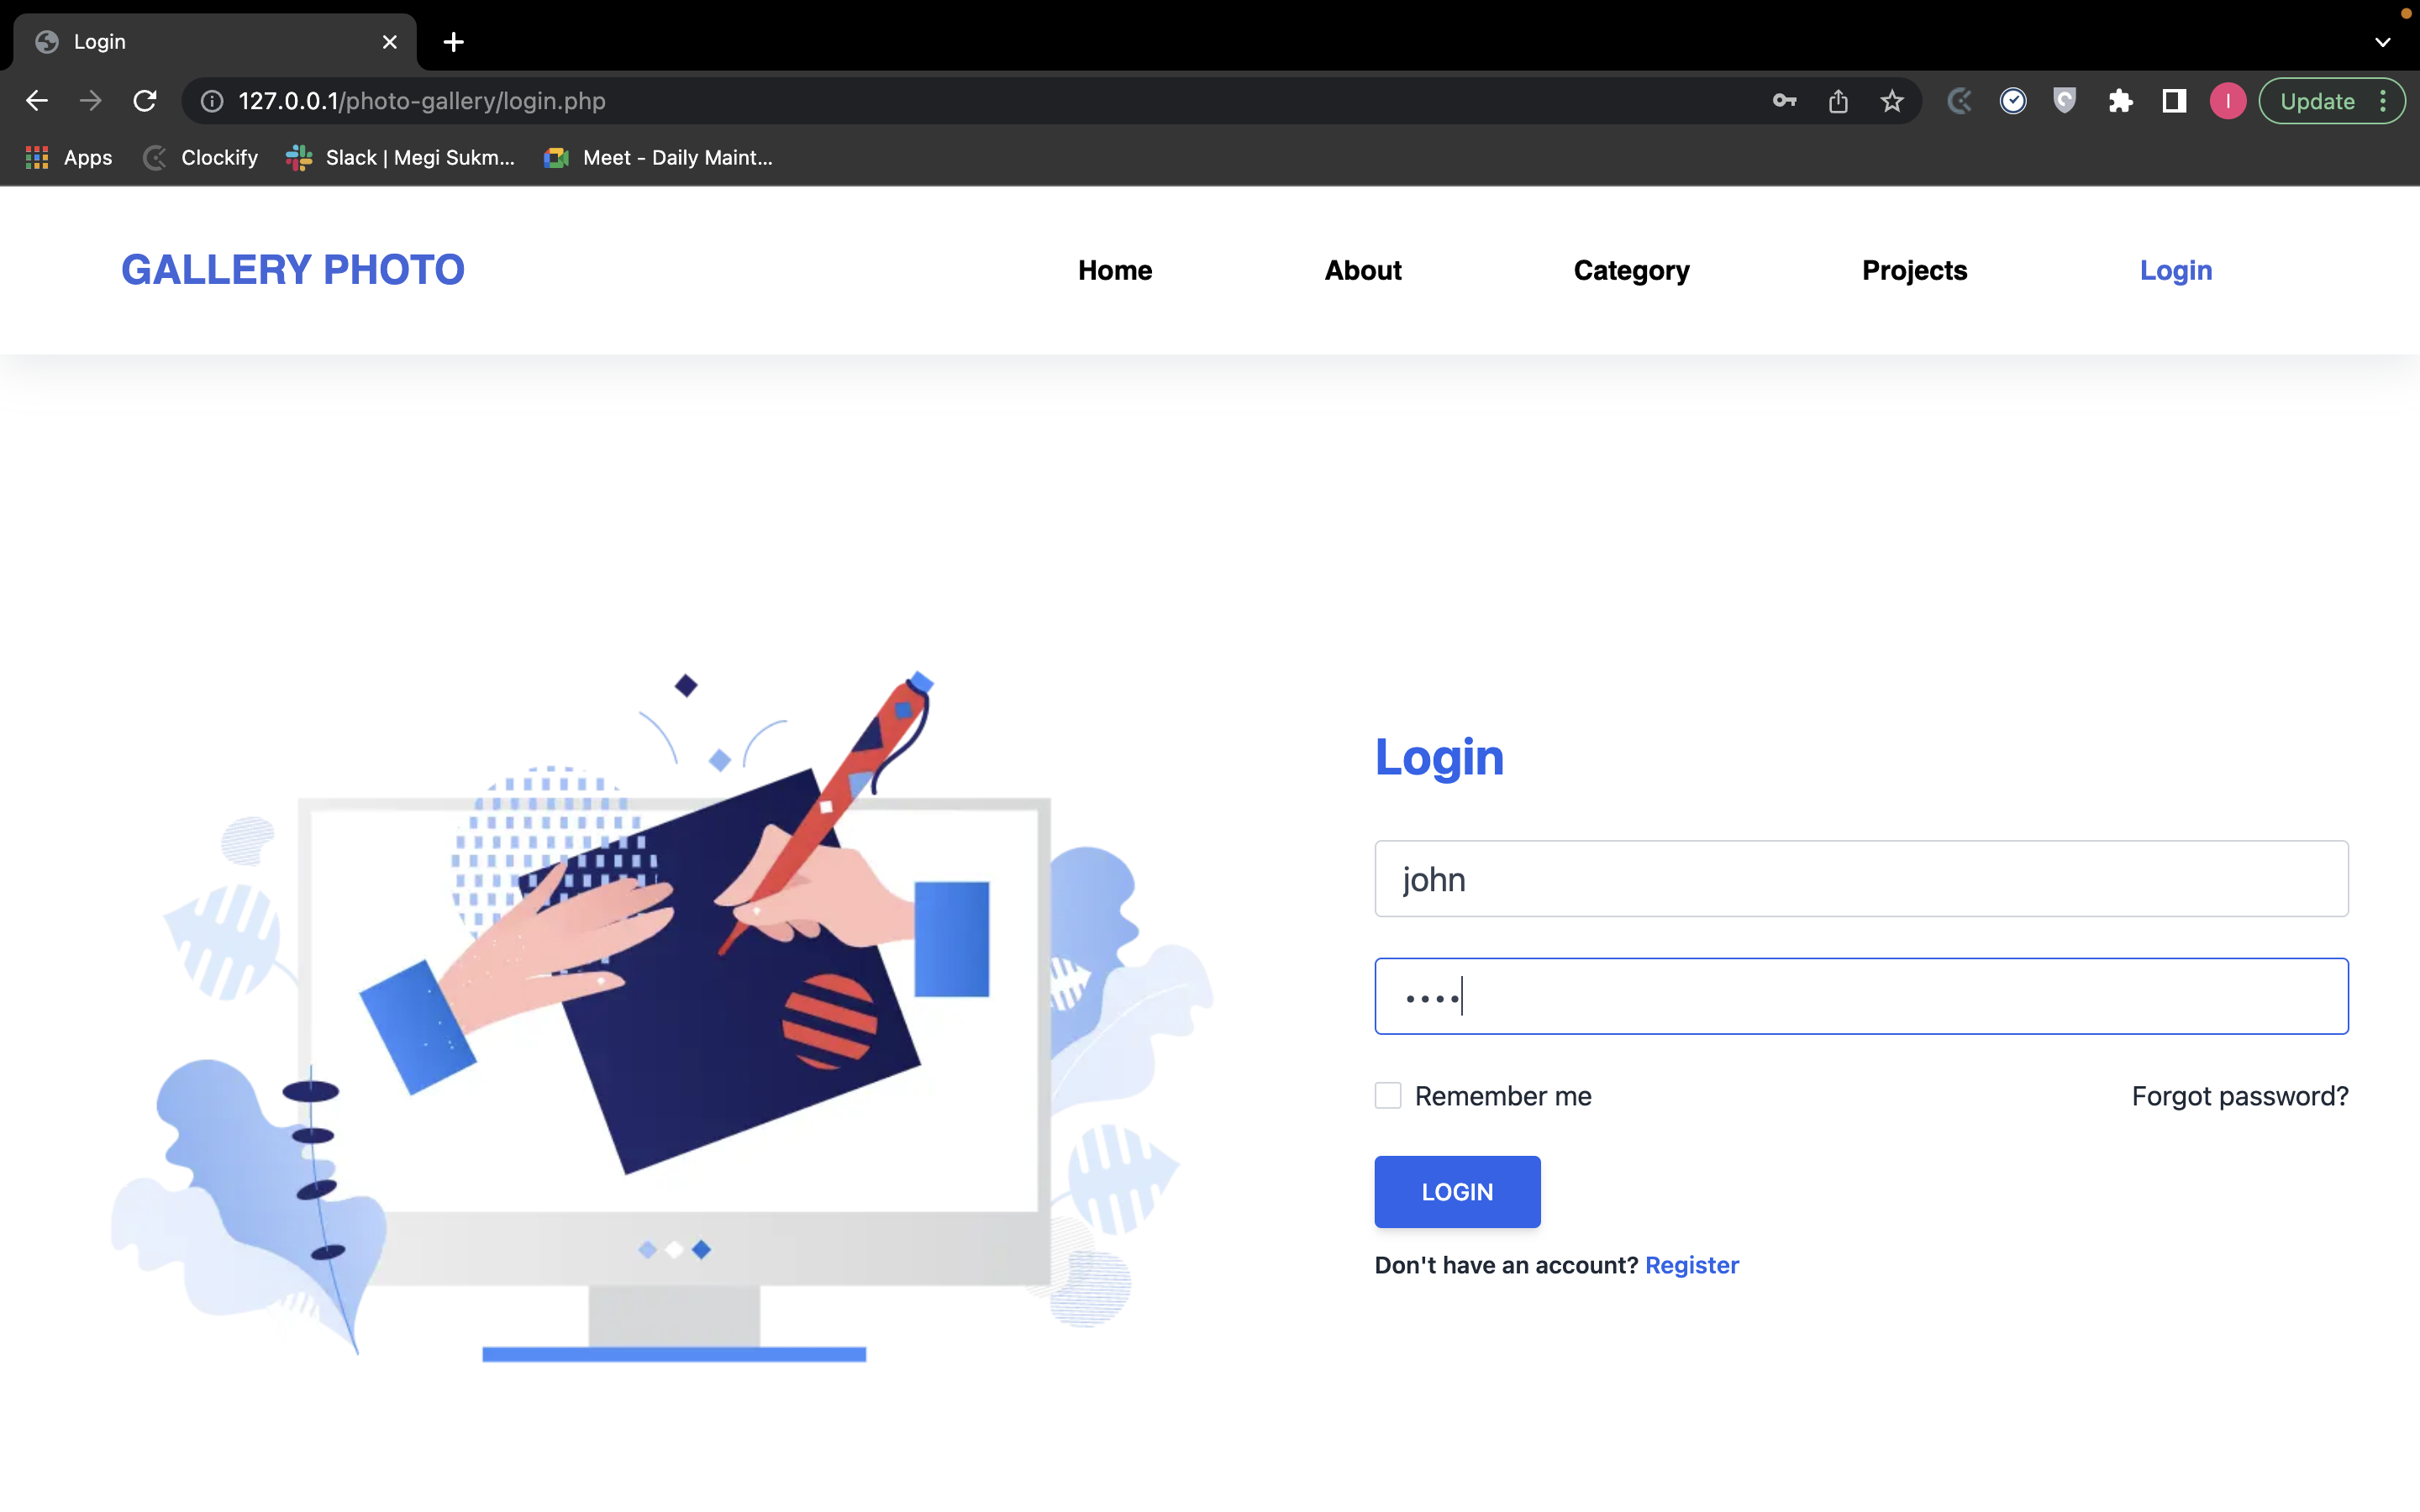 Login
127.0.0.1/photo-gallery/login.php
I
Update
Apps
Clockify
Slack | Megi Sukm...
Meet - Daily Maint...
GALLERY PHOTO
Home
About
Category
Projects
Login
Login
john
••••
Remember me
Forgot password?
LOGIN
Don't have an account? Register